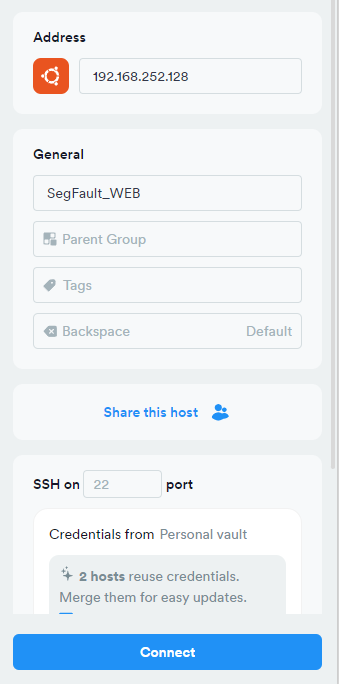 Address
192.168.252.128
General
SegFault_WEB
Parent Group
Tags
Backspace Default
Share this host
SSH on 22 port
Credentials from Personal vault
2 hosts reuse credentials.
Merge them for easy updates.
Connect